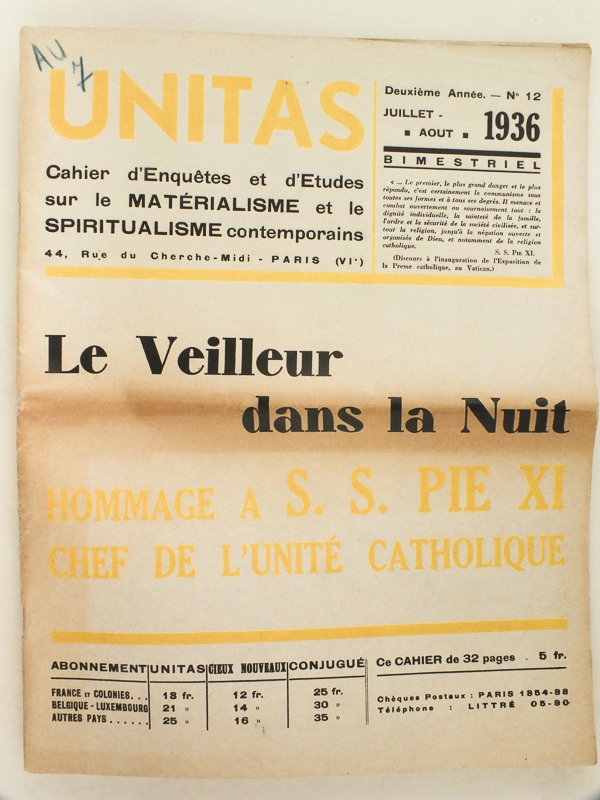 AU
7
UNITAS
Cahier d'Enquêtes et d'Etudes
sur le MATÉRIALISME et le
SPIRITUALISME contemporains
44, Rue du Cherche-Midi - PARIS (VIᵉ)
Deuxième Année. — N° 12
JUILLET -
▪ AOUT ▪ 1936
BIMESTRIEL
« ... Le premier, le plus grand danger et le plus
répandu, c'est certainement le communisme sous
toutes ses formes et à tous ses degrés. Il menace et
combat ouvertement ou sournoisement tout : la
dignité individuelle, la sainteté de la famille,
l'ordre et la sécurité de la société civilisée, et sur-
tout la religion, jusqu'à la négation ouverte et
organisée de Dieu, et notamment de la religion
catholique.
S. S. PIE XI.
(Discours à l'inauguration de l'Exposition de
la Presse catholique, au Vatican.)
Le Veilleur
dans la Nuit
HOMMAGE A S. S. PIE XI
CHEF DE L'UNITÉ CATHOLIQUE
ABONNEMENT UNITAS CIEUX NOUVEAUX CONJUGUÉ
FRANCE ET COLONIES. . . 18 fr. 12 fr. 25 fr.
BELGIQUE - LUXEMBOURG 21 » 14 » 30 »
AUTRES PAYS . . . . . . 25 » 16 » 35 »
Ce CAHIER de 32 pages . 5 fr.
Chèques Postaux : PARIS 1854-88
Téléphone : LITTRÉ 05-80